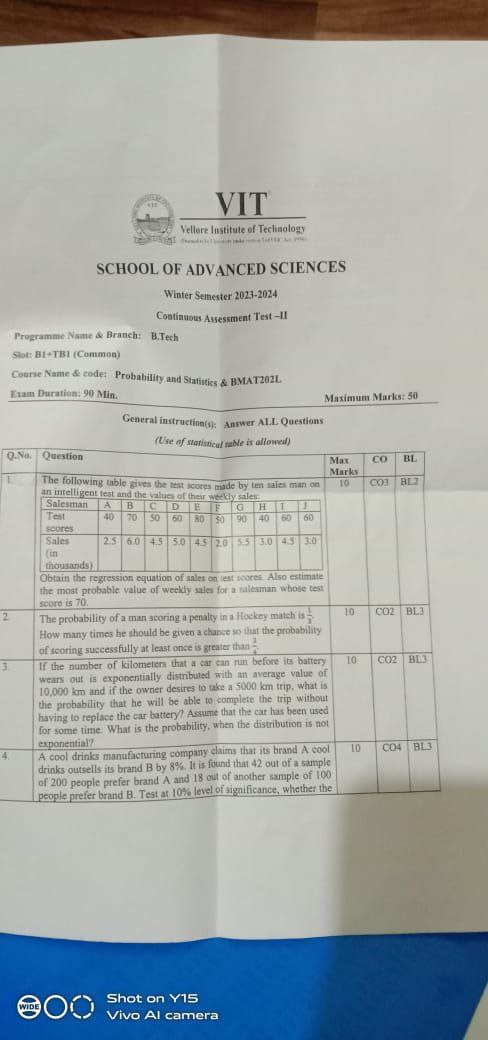 VIT
Vellore Institute of Technology
SCHOOL OF ADVANCED SCIENCES
Winter Semester 2023-2024
Continuous Assessment Test –II
Programme Name & Branch: B.Tech
Slot: B1+TB1 (Common)
Course Name & code: Probability and Statistics & BMAT202L
Exam Duration: 90 Min. Maximum Marks: 50
General instruction(s): Answer ALL Questions
(Use of statistical table is allowed)
Q.No. Question Max Marks CO BL
1. The following table gives the test scores made by ten sales man on 10 CO3 BL2
an intelligent test and the values of their weekly sales:
Salesman A B C D E F G H I J
Test scores 40 70 50 60 80 50 90 40 60 60
Sales (in thousands) 2.5 6.0 4.5 5.0 4.5 2.0 5.5 3.0 4.5 3.0
Obtain the regression equation of sales on test scores. Also estimate
the most probable value of weekly sales for a salesman whose test
score is 70.
2. The probability of a man scoring a penalty in a Hockey match is 1/3. 10 CO2 BL3
How many times he should be given a chance so that the probability
of scoring successfully at least once is greater than 3/4.
3. If the number of kilometers that a car can run before its battery 10 CO2 BL3
wears out is exponentially distributed with an average value of
10,000 km and if the owner desires to take a 5000 km trip, what is
the probability that he will be able to complete the trip without
having to replace the car battery? Assume that the car has been used
for some time. What is the probability, when the distribution is not
exponential?
4. A cool drinks manufacturing company claims that its brand A cool 10 CO4 BL3
drinks outsells its brand B by 8%. It is found that 42 out of a sample
of 200 people prefer brand A and 18 out of another sample of 100
people prefer brand B. Test at 10% level of significance, whether the
WIDE
Shot on Y15
Vivo AI camera